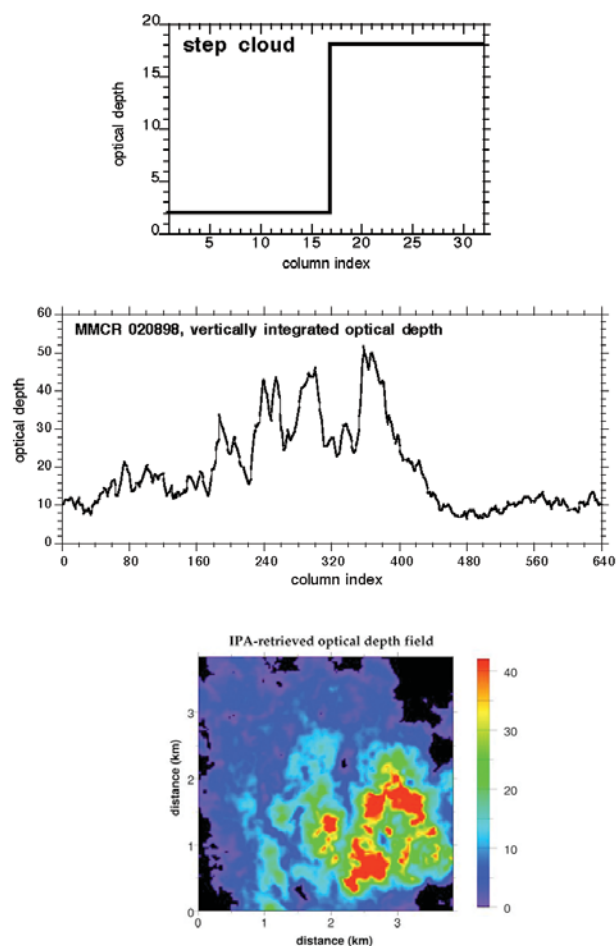 step cloud
20
15
10
5
0
optical depth
5 10 15 20 25 30
column index
MMCR 020898, vertically integrated optical depth
60
50
40
30
20
10
0
optical depth
0 80 160 240 320 400 480 560 640
column index
IPA-retrieved optical depth field
3
2
1
0
distance (km)
0 1 2 3
distance (km)
40
30
20
10
0